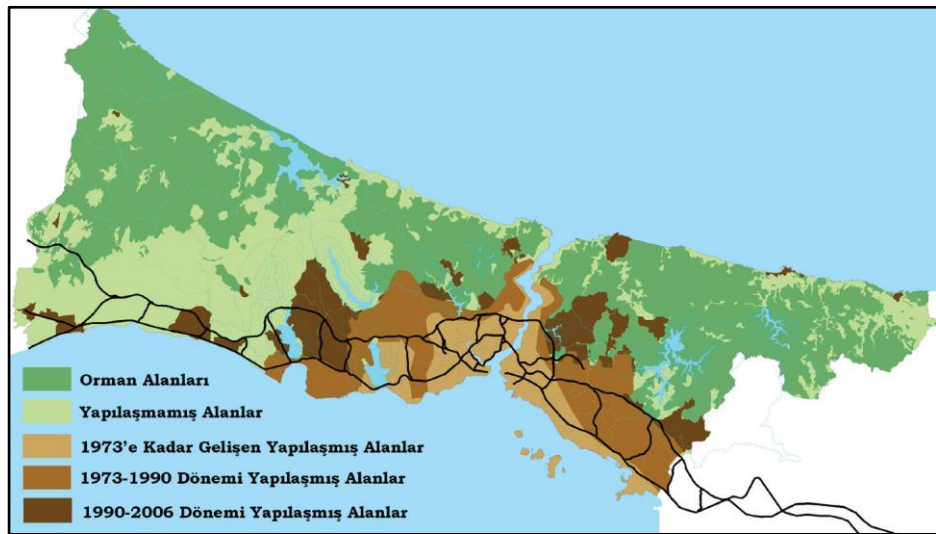 Orman Alanları
Yapılaşmamış Alanlar
1973'e Kadar Gelişen Yapılaşmış Alanlar
1973-1990 Dönemi Yapılaşmış Alanlar
1990-2006 Dönemi Yapılaşmış Alanlar